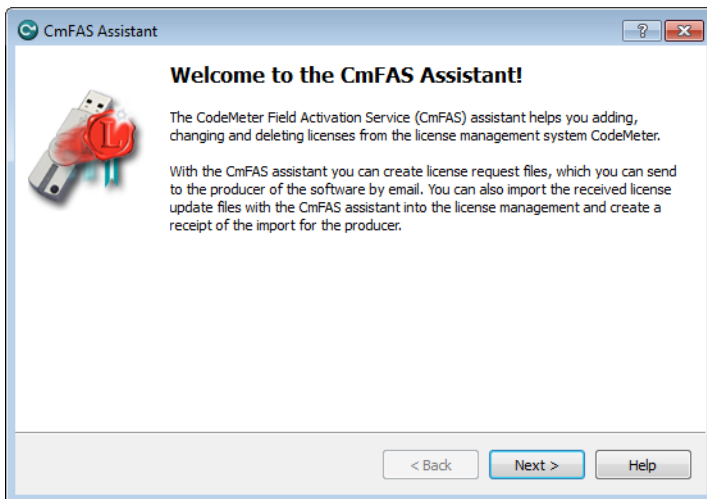 CmFAS Assistant
?
Welcome to the CmFAS Assistant!
L
The CodeMeter Field Activation Service (CmFAS) assistant helps you adding,
changing and deleting licenses from the license management system CodeMeter.
With the CmFAS assistant you can create license request files, which you can send
to the producer of the software by email. You can also import the received license
update files with the CmFAS assistant into the license management and create a
receipt of the import for the producer.
< Back
Next >
Help